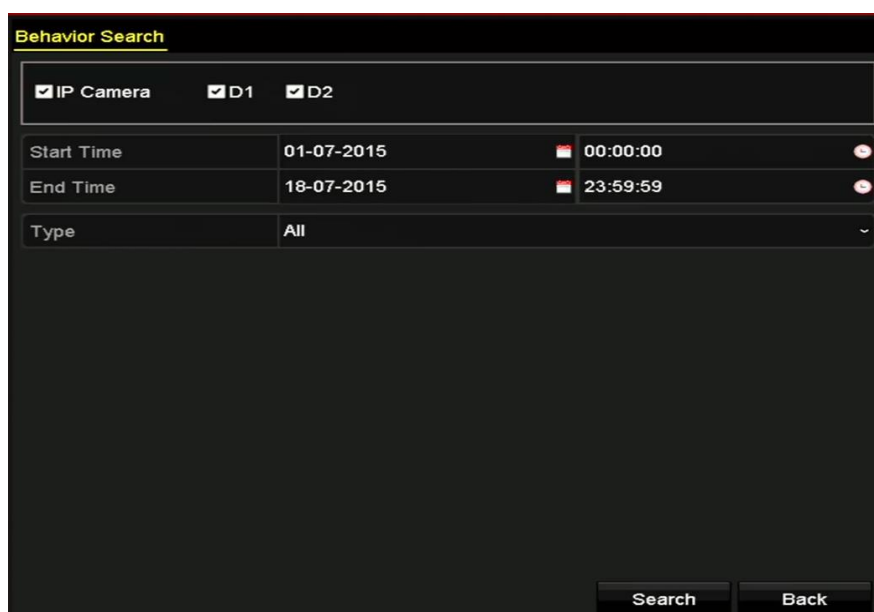 Behavior Search
IP Camera D1 D2
Start Time 01-07-2015 00:00:00
End Time 18-07-2015 23:59:59
Type All
Search Back